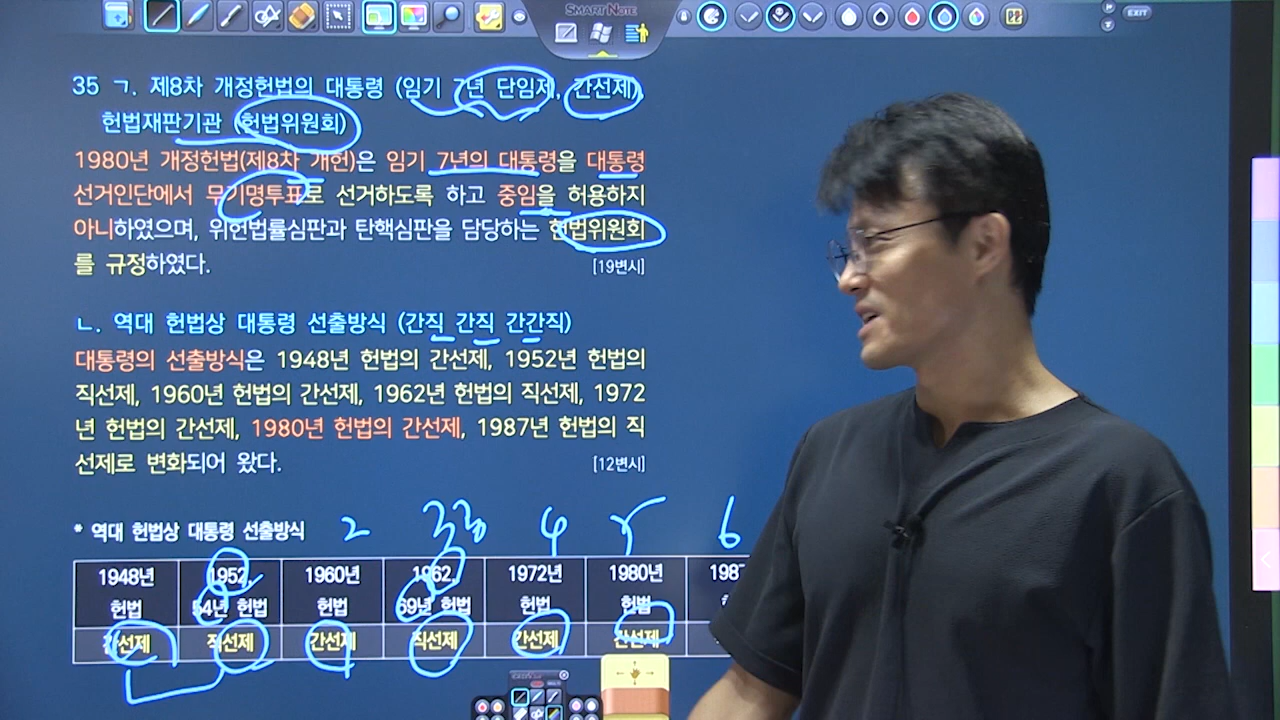 SMART NOTE
EXIT
35 ㄱ. 제8차 개정헌법의 대통령 (임기 7년 단임제, 간선제),
헌법재판기관 (헌법위원회)
1980년 개정헌법(제8차 개헌)은 임기 7년의 대통령을 대통령
선거인단에서 무기명투표로 선거하도록 하고 중임을 허용하지
아니하였으며, 위헌법률심판과 탄핵심판을 담당하는 헌법위원회
를 규정하였다.
[19변시]
ㄴ. 역대 헌법상 대통령 선출방식 (간직 간직 간간직)
대통령의 선출방식은 1948년 헌법의 간선제, 1952년 헌법의
직선제, 1960년 헌법의 간선제, 1962년 헌법의 직선제, 1972
년 헌법의 간선제, 1980년 헌법의 간선제, 1987년 헌법의 직
선제로 변화되어 왔다.
[12변시]
* 역대 헌법상 대통령 선출방식
2 3공 4 5 6
1948년 1952, 1960년 1962, 1972년 1980년 198
헌법 54년 헌법 헌법 69년 헌법 헌법 헌법
간선제 직선제 간선제 직선제 간선제 간선제